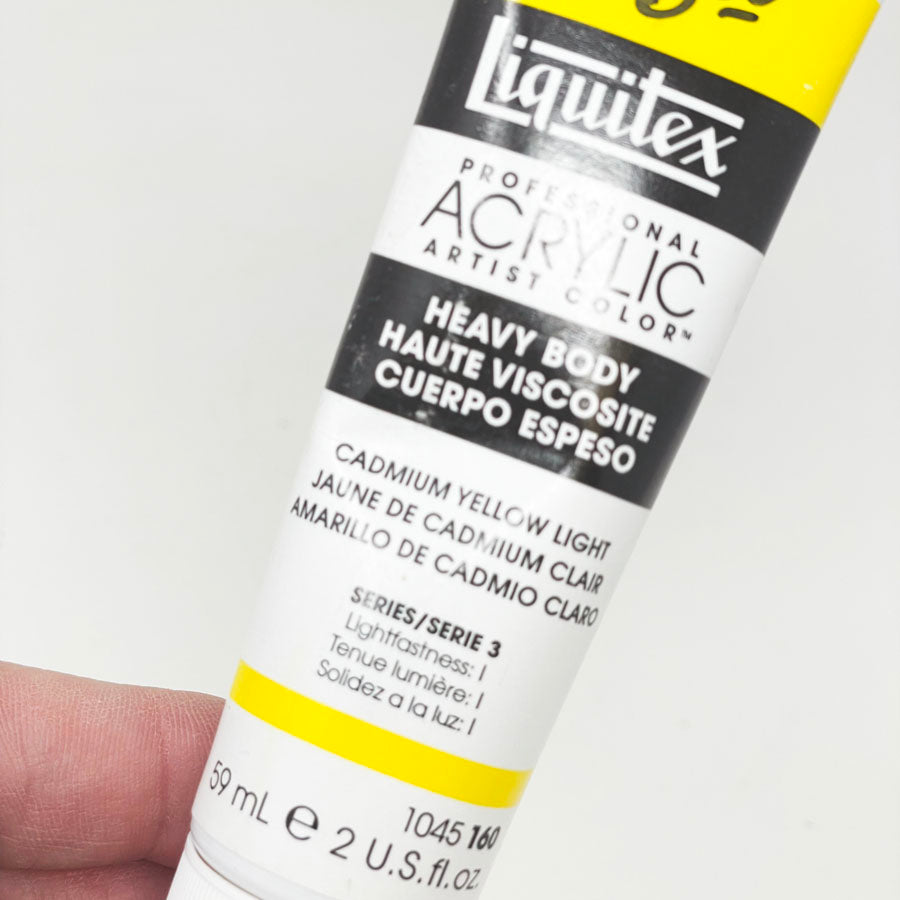 Liquitex
PROFESSIONAL
ACRYLIC
ARTIST COLOR™
HEAVY BODY
HAUTE VISCOSITE
CUERPO ESPESO
CADMIUM YELLOW LIGHT
JAUNE DE CADMIUM CLAIR
AMARILLO DE CADMIO CLARO
SERIES/SERIE 3
Lightfastness: I
Tenue lumière: I
Solidez a la luz: I
1045 160
59 mL e 2 U.S.fl.oz.